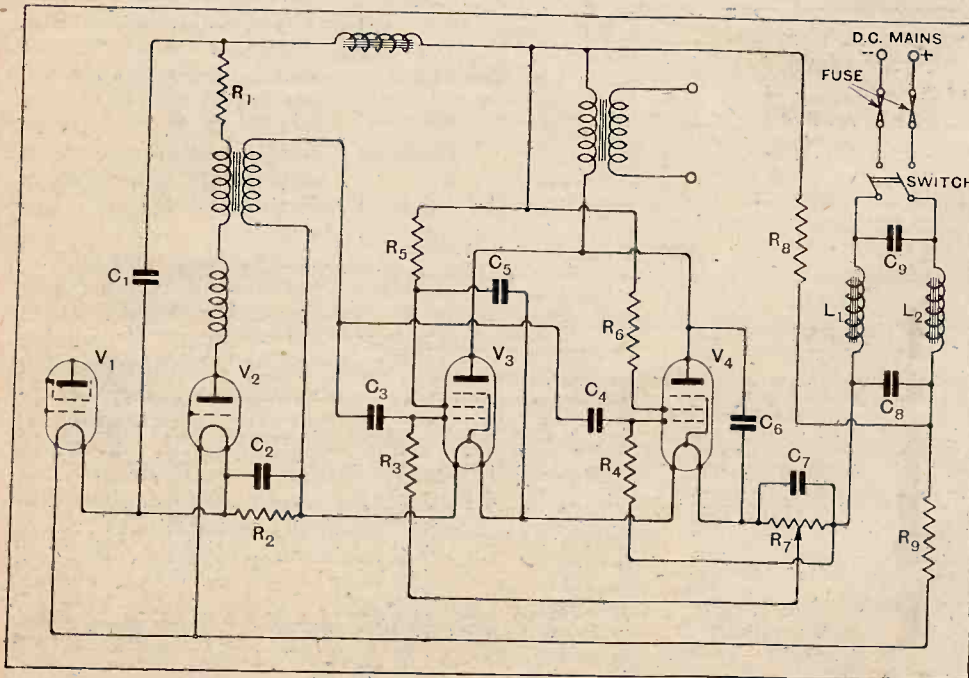 D.C. MAINS
- +
FUSE
SWITCH
R1
R5
C5
R8
C9
C1
L1
L2
R6
V1
V2
V3
V4
C3
C4
C6
C8
R3
R4
C2
C7
R2
R7
R9